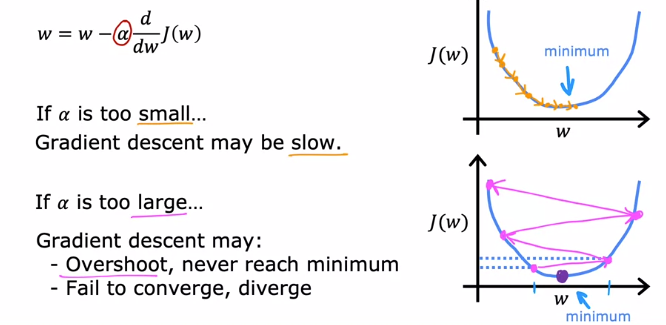 w = w − α d/dw J(w)
If α is too small...
Gradient descent may be slow.
If α is too large...
Gradient descent may:
- Overshoot, never reach minimum
- Fail to converge, diverge
J(w)
minimum
w
J(w)
w
minimum